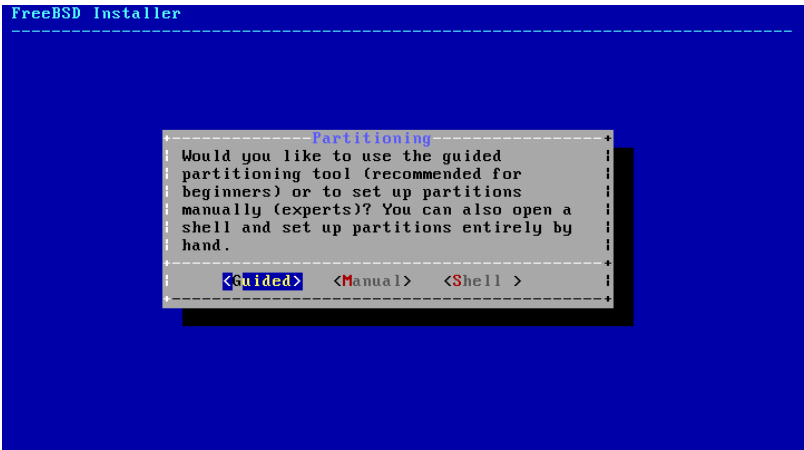 FreeBSD Installer
Partitioning
Would you like to use the guided
partitioning tool (recommended for
beginners) or to set up partitions
manually (experts)? You can also open a
shell and set up partitions entirely by
hand.
<Guided> <Manual> <Shell >